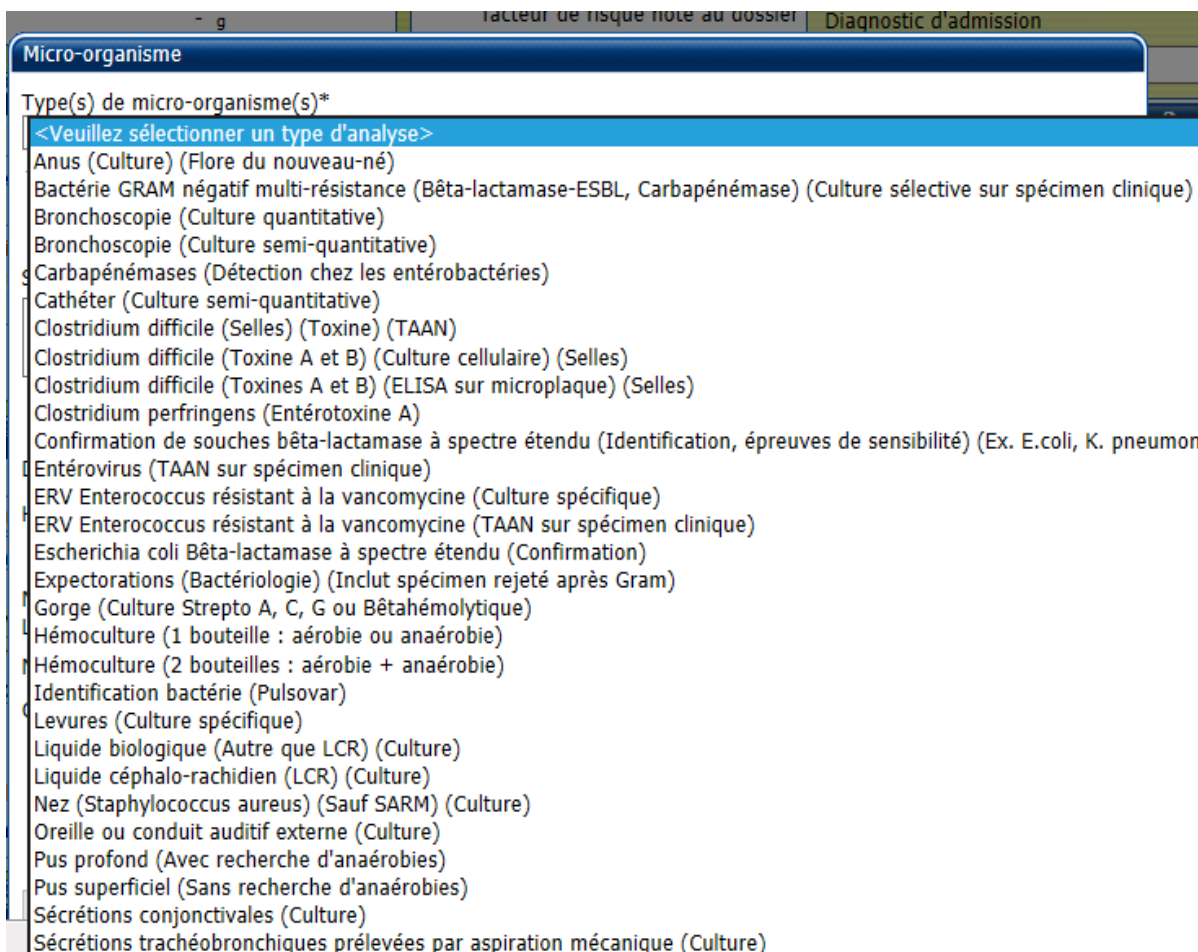 - g
facteur de risque noté au dossier
Diagnostic d'admission
Micro-organisme
Type(s) de micro-organisme(s)*
<Veuillez sélectionner un type d'analyse>
Anus (Culture) (Flore du nouveau-né)
Bactérie GRAM négatif multi-résistance (Bêta-lactamase-ESBL, Carbapénémase) (Culture sélective sur spécimen clinique)
Bronchoscopie (Culture quantitative)
Bronchoscopie (Culture semi-quantitative)
Carbapénémases (Détection chez les entérobactéries)
Cathéter (Culture semi-quantitative)
Clostridium difficile (Selles) (Toxine) (TAAN)
Clostridium difficile (Toxine A et B) (Culture cellulaire) (Selles)
Clostridium difficile (Toxines A et B) (ELISA sur microplaque) (Selles)
Clostridium perfringens (Entérotoxine A)
Confirmation de souches bêta-lactamase à spectre étendu (Identification, épreuves de sensibilité) (Ex. E.coli, K. pneumon
Entérovirus (TAAN sur spécimen clinique)
ERV Enterococcus résistant à la vancomycine (Culture spécifique)
ERV Enterococcus résistant à la vancomycine (TAAN sur spécimen clinique)
Escherichia coli Bêta-lactamase à spectre étendu (Confirmation)
Expectorations (Bactériologie) (Inclut spécimen rejeté après Gram)
Gorge (Culture Strepto A, C, G ou Bêtahémolytique)
Hémoculture (1 bouteille : aérobie ou anaérobie)
Hémoculture (2 bouteilles : aérobie + anaérobie)
Identification bactérie (Pulsovar)
Levures (Culture spécifique)
Liquide biologique (Autre que LCR) (Culture)
Liquide céphalo-rachidien (LCR) (Culture)
Nez (Staphylococcus aureus) (Sauf SARM) (Culture)
Oreille ou conduit auditif externe (Culture)
Pus profond (Avec recherche d'anaérobies)
Pus superficiel (Sans recherche d'anaérobies)
Sécrétions conjonctivales (Culture)
Sécrétions trachéobronchiques prélevées par aspiration mécanique (Culture)